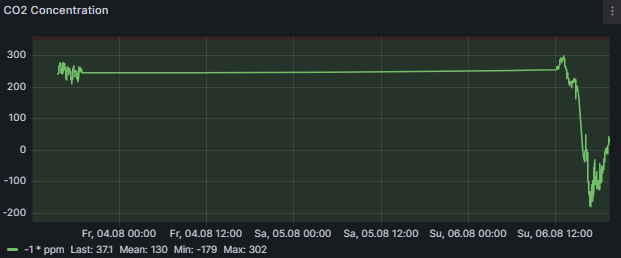 CO2 Concentration
300
200
100
0
-100
-200
Fr, 04.08 00:00 Fr, 04.08 12:00 Sa, 05.08 00:00 Sa, 05.08 12:00 Su, 06.08 00:00 Su, 06.08 12:00
-1 * ppm Last: 37.1 Mean: 130 Min: -179 Max: 302